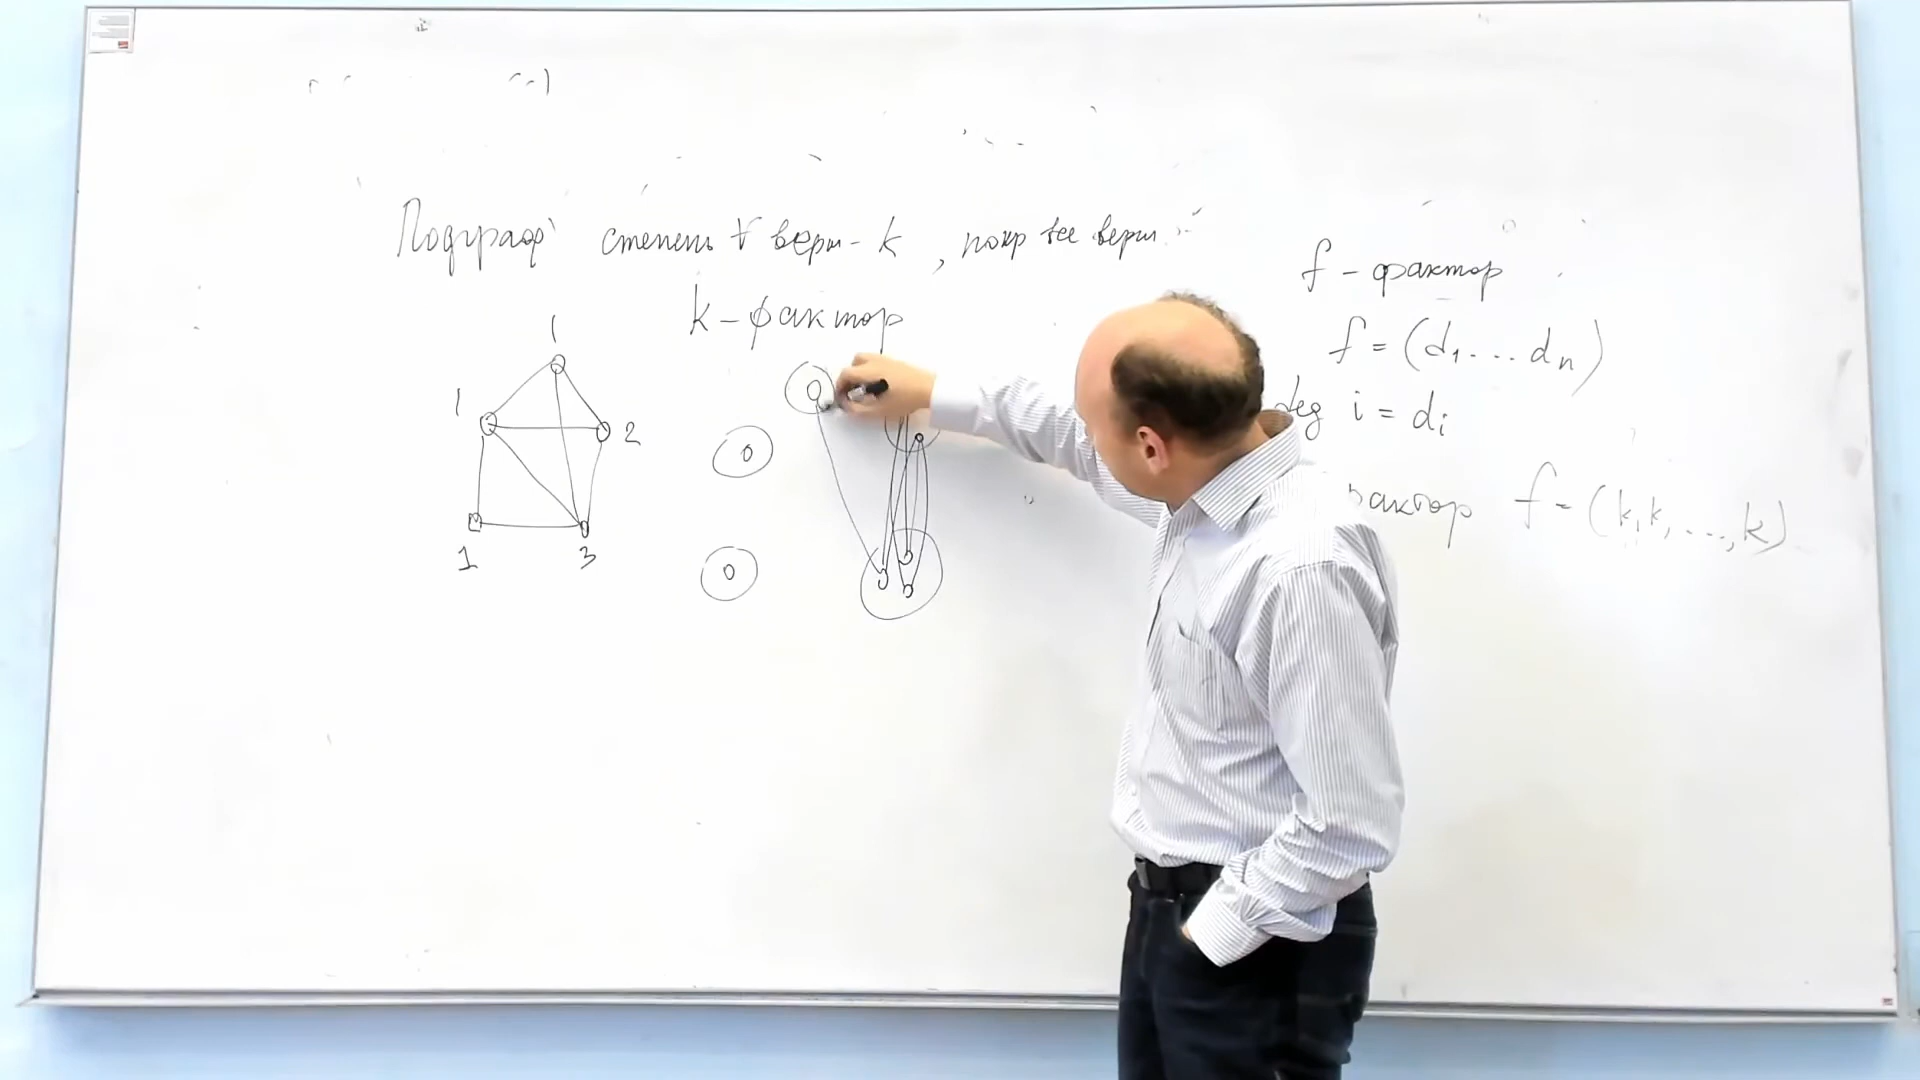 Подграф степень ∀ верш - k, покр все верш
k - фактор
f - фактор
f = (d₁ ... dₙ)
deg i = dᵢ
фактор f = (k, k, ..., k)
1
1
2
1
3